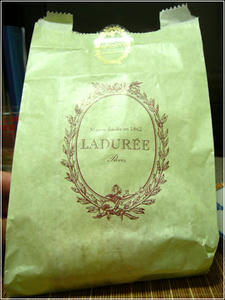 Maison fondée en 1862
LADURÉE
Paris